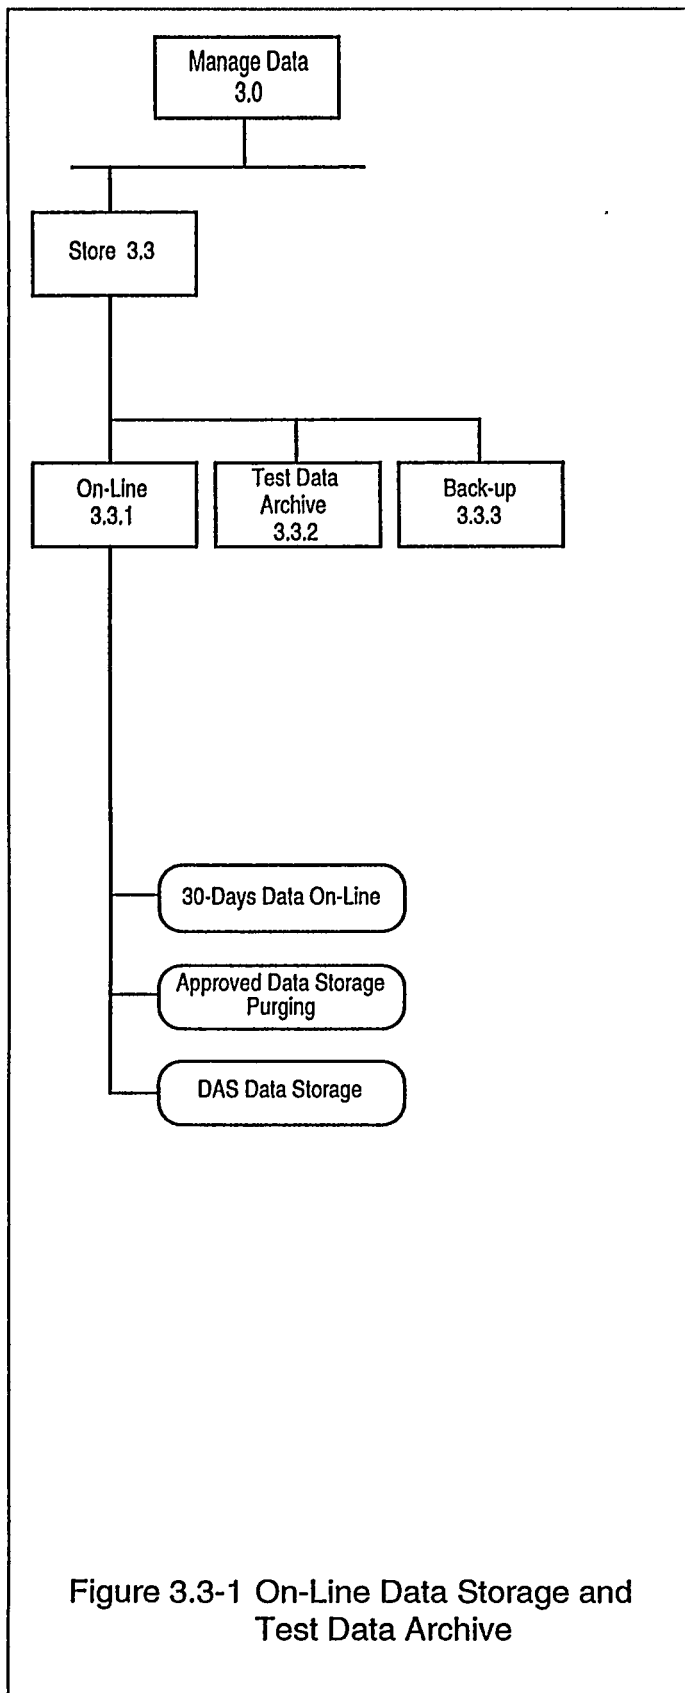 Manage Data
3.0
Store 3.3
On-Line
3.3.1
Test Data
Archive
3.3.2
Back-up
3.3.3
30-Days Data On-Line
Approved Data Storage
Purging
DAS Data Storage
Figure 3.3-1 On-Line Data Storage and
Test Data Archive